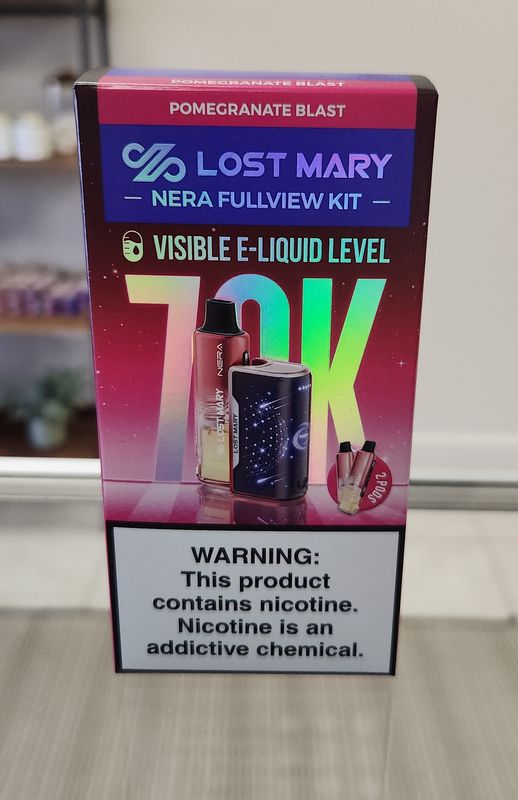 POMEGRANATE BLAST
POMEGRANATE BLAST
LOST MARY
— NERA FULLVIEW KIT —
VISIBLE E-LIQUID LEVEL
70K
NERA
LOST MARY
LOST MARY
2 PODS
WARNING:
This product
contains nicotine.
Nicotine is an
addictive chemical.